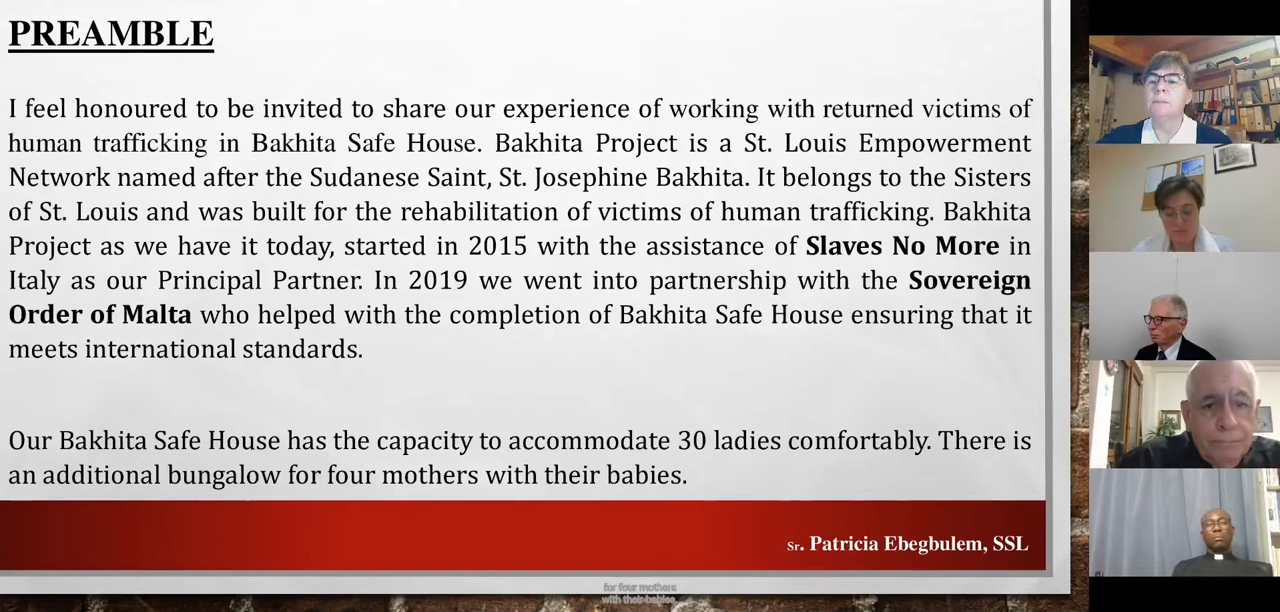 PREAMBLE
I feel honoured to be invited to share our experience of working with returned victims of
human trafficking in Bakhita Safe House. Bakhita Project is a St. Louis Empowerment
Network named after the Sudanese Saint, St. Josephine Bakhita. It belongs to the Sisters
of St. Louis and was built for the rehabilitation of victims of human trafficking. Bakhita
Project as we have it today, started in 2015 with the assistance of Slaves No More in
Italy as our Principal Partner. In 2019 we went into partnership with the Sovereign
Order of Malta who helped with the completion of Bakhita Safe House ensuring that it
meets international standards.
Our Bakhita Safe House has the capacity to accommodate 30 ladies comfortably. There is
an additional bungalow for four mothers with their babies.
Sr. Patricia Ebegbulem, SSL
for four mothers
with their babies.